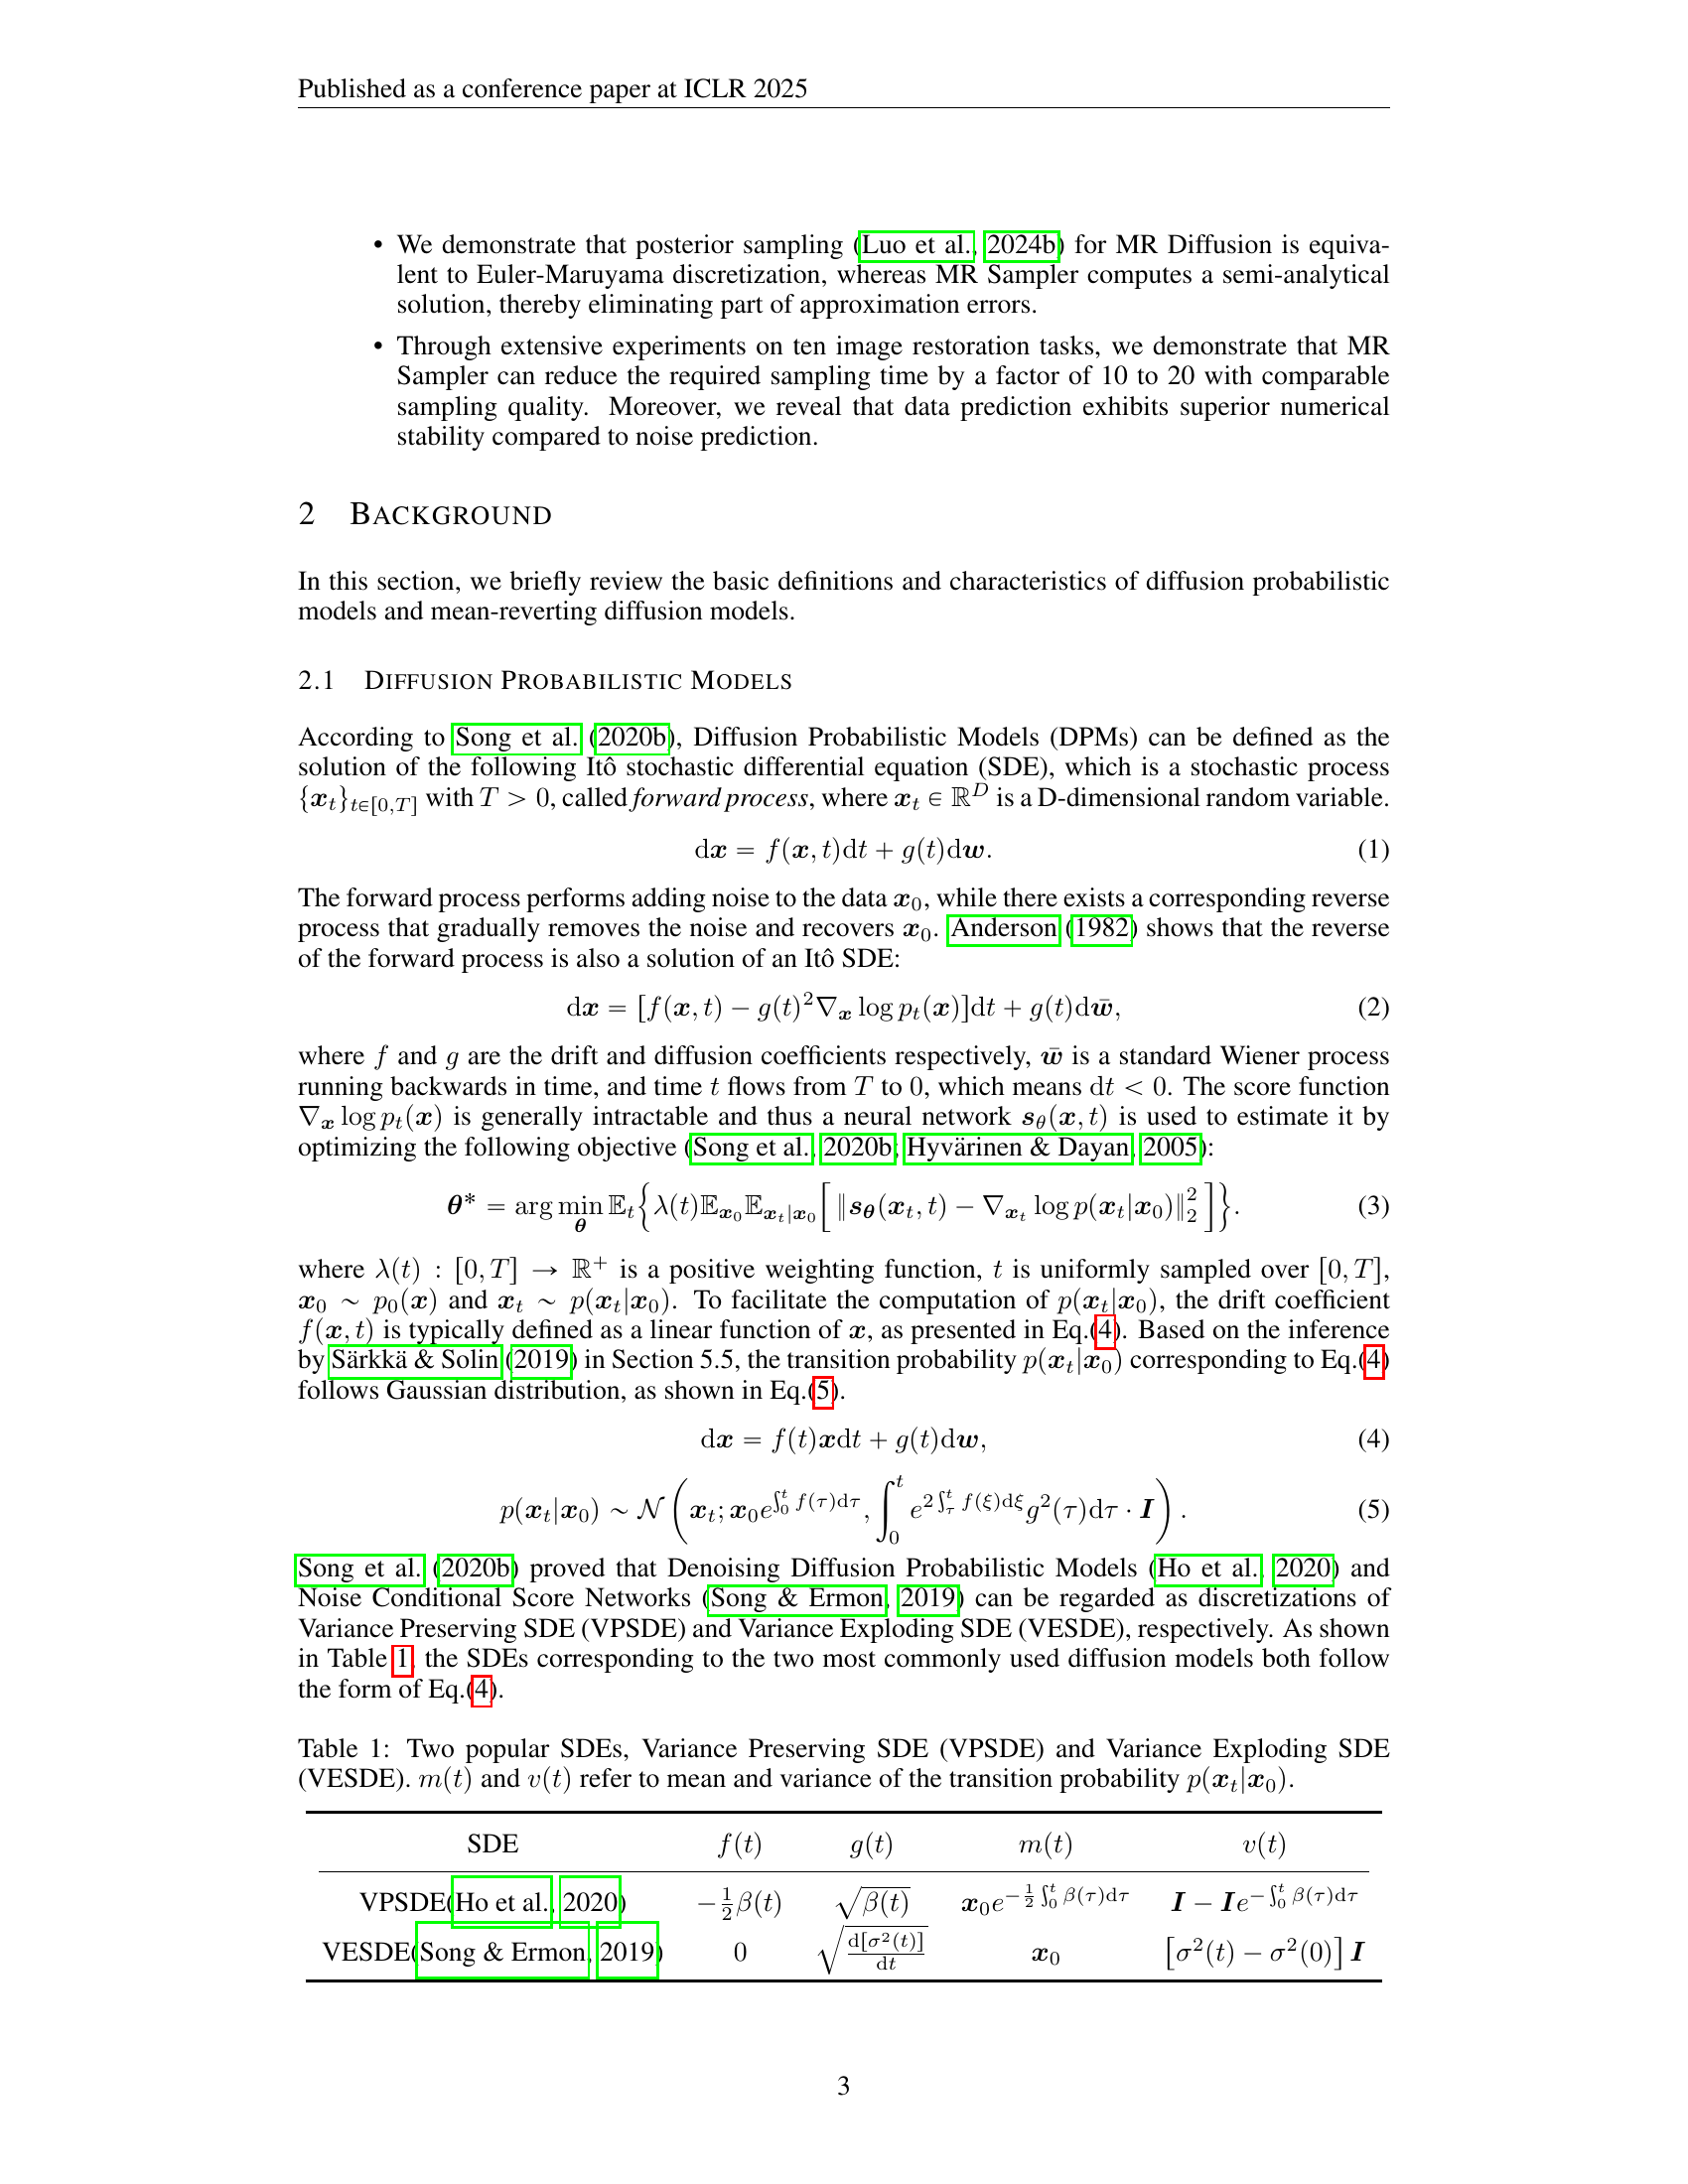 Published as a conference paper at ICLR 2025
• We demonstrate that posterior sampling (Luo et al., 2024b) for MR Diffusion is equiva-
lent to Euler-Maruyama discretization, whereas MR Sampler computes a semi-analytical
solution, thereby eliminating part of approximation errors.
• Through extensive experiments on ten image restoration tasks, we demonstrate that MR
Sampler can reduce the required sampling time by a factor of 10 to 20 with comparable
sampling quality. Moreover, we reveal that data prediction exhibits superior numerical
stability compared to noise prediction.
2 BACKGROUND
In this section, we briefly review the basic definitions and characteristics of diffusion probabilistic
models and mean-reverting diffusion models.
2.1 DIFFUSION PROBABILISTIC MODELS
According to Song et al. (2020b), Diffusion Probabilistic Models (DPMs) can be defined as the
solution of the following Itô stochastic differential equation (SDE), which is a stochastic process
$\{\boldsymbol{x}_t\}_{t\in[0,T]}$ with $T > 0$, called forward process, where $\boldsymbol{x}_t \in \mathbb{R}^D$ is a D-dimensional random variable.
$\mathrm{d}\boldsymbol{x} = f(\boldsymbol{x}, t)\mathrm{d}t + g(t)\mathrm{d}\boldsymbol{w}.$ (1)
The forward process performs adding noise to the data $\boldsymbol{x}_0$, while there exists a corresponding reverse
process that gradually removes the noise and recovers $\boldsymbol{x}_0$. Anderson (1982) shows that the reverse
of the forward process is also a solution of an Itô SDE:
$\mathrm{d}\boldsymbol{x} = \left[f(\boldsymbol{x}, t) - g(t)^2 \nabla_{\boldsymbol{x}} \log p_t(\boldsymbol{x})\right]\mathrm{d}t + g(t)\mathrm{d}\bar{\boldsymbol{w}},$ (2)
where $f$ and $g$ are the drift and diffusion coefficients respectively, $\bar{\boldsymbol{w}}$ is a standard Wiener process
running backwards in time, and time $t$ flows from $T$ to 0, which means $\mathrm{d}t < 0$. The score function
$\nabla_{\boldsymbol{x}} \log p_t(\boldsymbol{x})$ is generally intractable and thus a neural network $\boldsymbol{s}_\theta(\boldsymbol{x}, t)$ is used to estimate it by
optimizing the following objective (Song et al., 2020b; Hyvärinen & Dayan, 2005):
$\boldsymbol{\theta}^* = \arg\min_{\boldsymbol{\theta}} \mathbb{E}_t \left\{ \lambda(t) \mathbb{E}_{\boldsymbol{x}_0} \mathbb{E}_{\boldsymbol{x}_t|\boldsymbol{x}_0} \left[ \left\| \boldsymbol{s}_{\boldsymbol{\theta}}(\boldsymbol{x}_t, t) - \nabla_{\boldsymbol{x}_t} \log p(\boldsymbol{x}_t|\boldsymbol{x}_0) \right\|_2^2 \right] \right\}.$ (3)
where $\lambda(t) : [0, T] \to \mathbb{R}^+$ is a positive weighting function, $t$ is uniformly sampled over $[0, T]$,
$\boldsymbol{x}_0 \sim p_0(\boldsymbol{x})$ and $\boldsymbol{x}_t \sim p(\boldsymbol{x}_t|\boldsymbol{x}_0)$. To facilitate the computation of $p(\boldsymbol{x}_t|\boldsymbol{x}_0)$, the drift coefficient
$f(\boldsymbol{x}, t)$ is typically defined as a linear function of $\boldsymbol{x}$, as presented in Eq.(4). Based on the inference
by Särkkä & Solin (2019) in Section 5.5, the transition probability $p(\boldsymbol{x}_t|\boldsymbol{x}_0)$ corresponding to Eq.(4)
follows Gaussian distribution, as shown in Eq.(5).
$\mathrm{d}\boldsymbol{x} = f(t)\boldsymbol{x}\mathrm{d}t + g(t)\mathrm{d}\boldsymbol{w},$ (4)
$p(\boldsymbol{x}_t|\boldsymbol{x}_0) \sim \mathcal{N}\left(\boldsymbol{x}_t; \boldsymbol{x}_0 e^{\int_0^t f(\tau)\mathrm{d}\tau}, \int_0^t e^{2\int_\tau^t f(\xi)\mathrm{d}\xi} g^2(\tau)\mathrm{d}\tau \cdot \boldsymbol{I}\right).$ (5)
Song et al. (2020b) proved that Denoising Diffusion Probabilistic Models (Ho et al., 2020) and
Noise Conditional Score Networks (Song & Ermon, 2019) can be regarded as discretizations of
Variance Preserving SDE (VPSDE) and Variance Exploding SDE (VESDE), respectively. As shown
in Table 1, the SDEs corresponding to the two most commonly used diffusion models both follow
the form of Eq.(4).
Table 1: Two popular SDEs, Variance Preserving SDE (VPSDE) and Variance Exploding SDE
(VESDE). $m(t)$ and $v(t)$ refer to mean and variance of the transition probability $p(\boldsymbol{x}_t|\boldsymbol{x}_0)$.
SDE $f(t)$ $g(t)$ $m(t)$ $v(t)$
VPSDE(Ho et al., 2020) $-\frac{1}{2}\beta(t)$ $\sqrt{\beta(t)}$ $\boldsymbol{x}_0 e^{-\frac{1}{2}\int_0^t \beta(\tau)\mathrm{d}\tau}$ $\boldsymbol{I} - \boldsymbol{I}e^{-\int_0^t \beta(\tau)\mathrm{d}\tau}$
VESDE(Song & Ermon, 2019) $0$ $\sqrt{\frac{\mathrm{d}[\sigma^2(t)]}{\mathrm{d}t}}$ $\boldsymbol{x}_0$ $\left[\sigma^2(t) - \sigma^2(0)\right]\boldsymbol{I}$
3